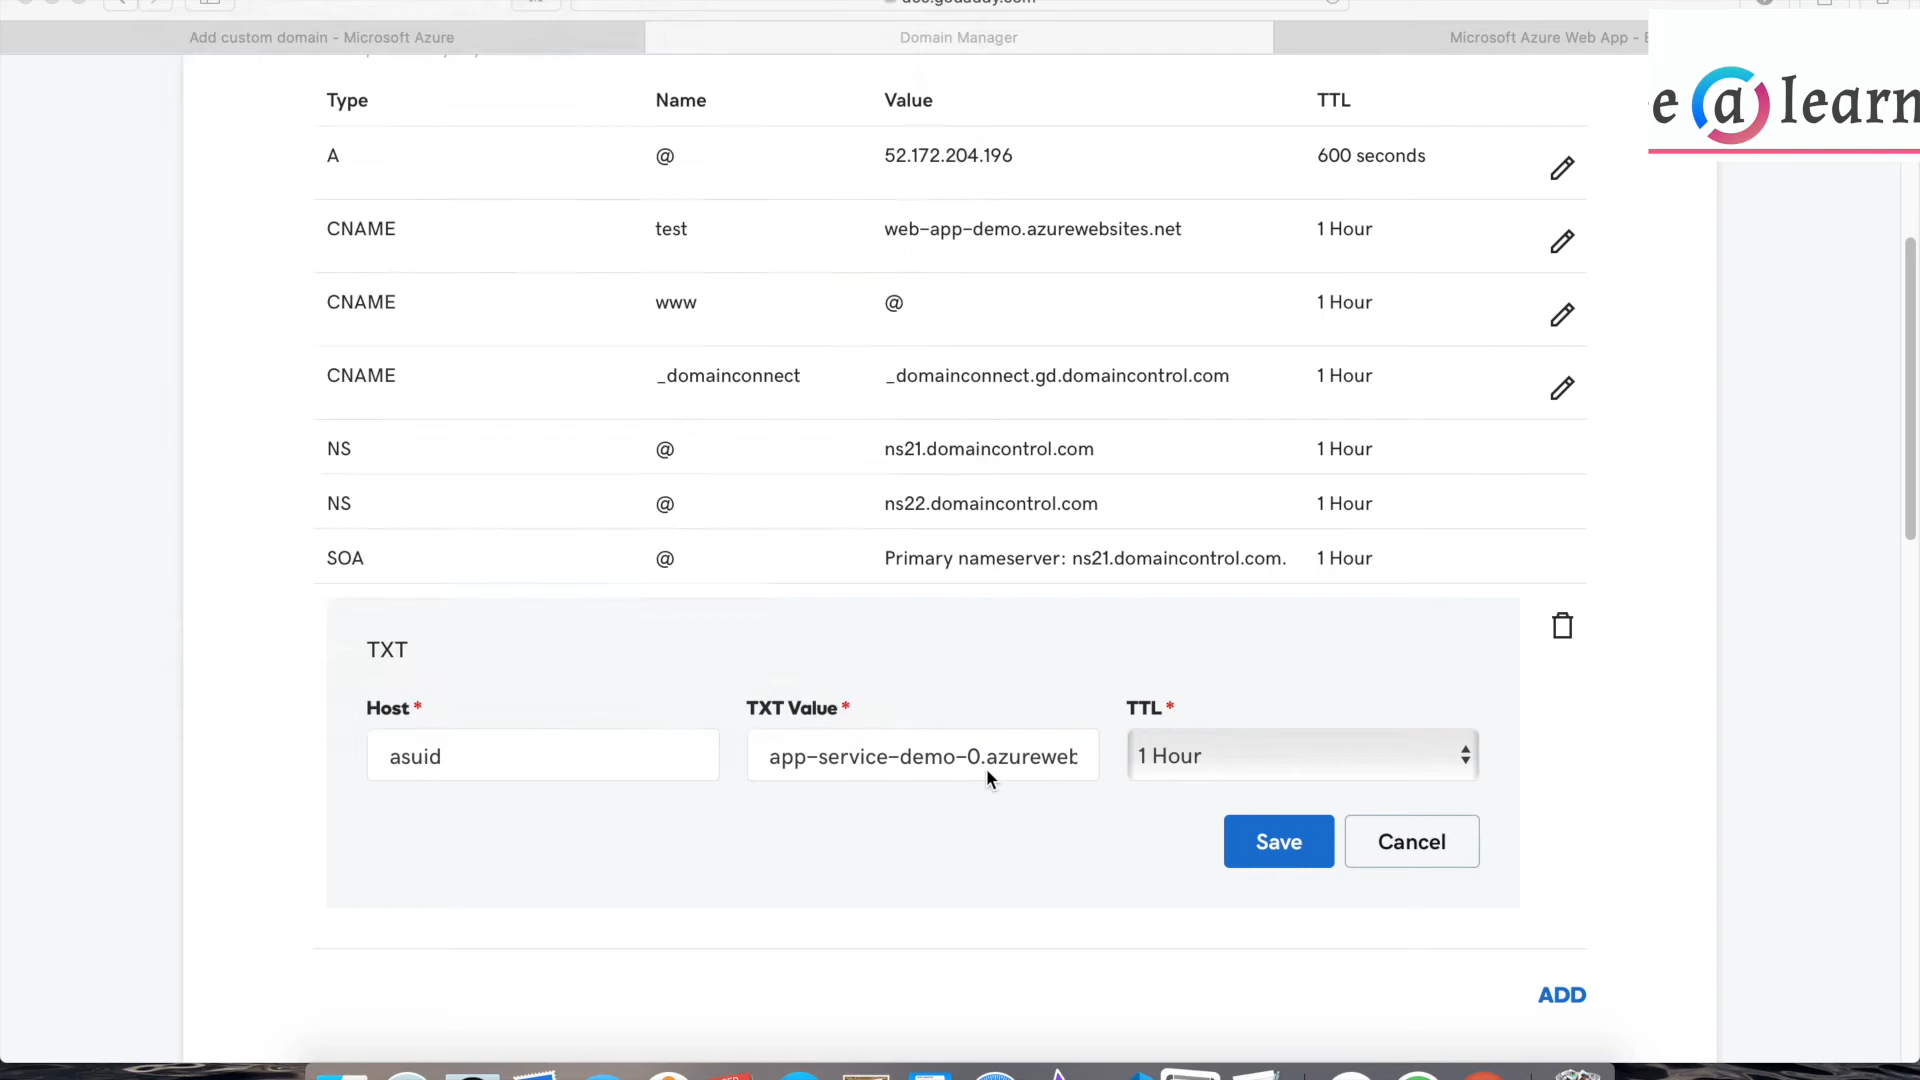 Add custom domain - Microsoft Azure
Domain Manager
Microsoft Azure Web App -
e @ learn
Type Name Value TTL
A @ 52.172.204.196 600 seconds
CNAME test web-app-demo.azurewebsites.net 1 Hour
CNAME www @ 1 Hour
CNAME _domainconnect _domainconnect.gd.domaincontrol.com 1 Hour
NS @ ns21.domaincontrol.com 1 Hour
NS @ ns22.domaincontrol.com 1 Hour
SOA @ Primary nameserver: ns21.domaincontrol.com. 1 Hour
TXT
Host * TXT Value * TTL *
asuid app-service-demo-0.azureweb 1 Hour
Save Cancel
ADD